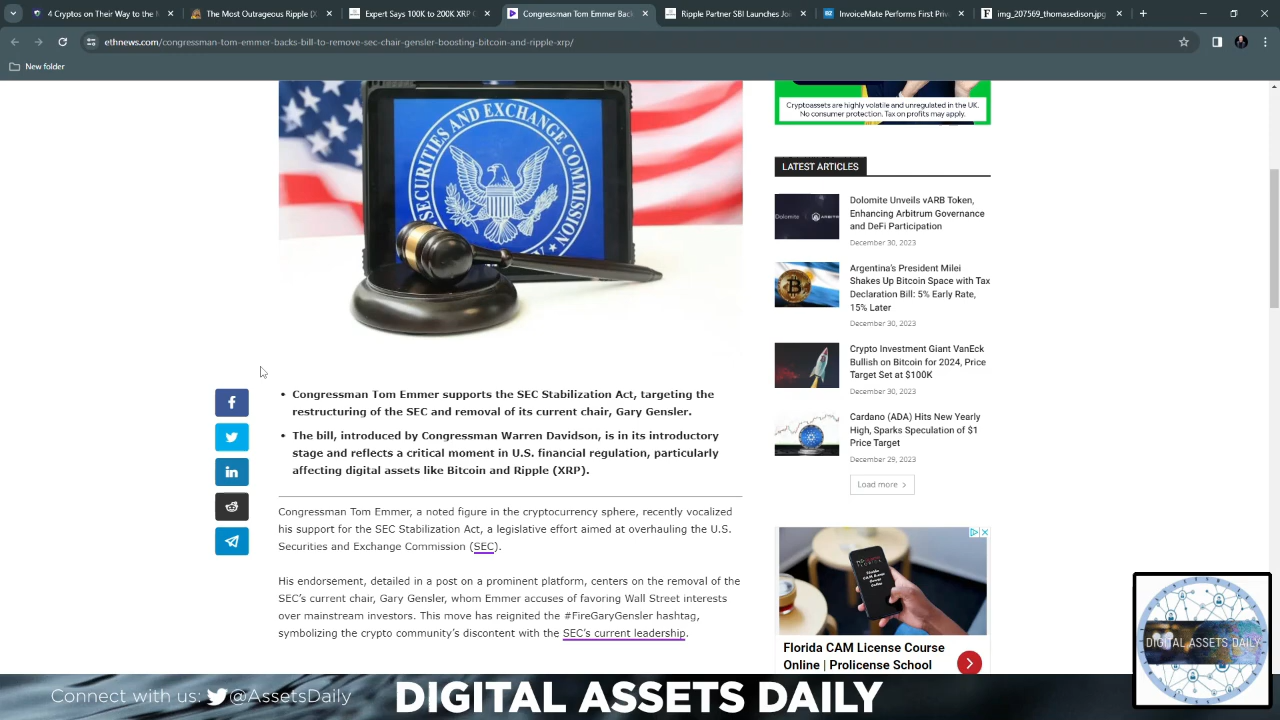 4 Cryptos on Their Way to the
The Most Outrageous Ripple (
Expert Says 100K to 200K XRP
Congressman Tom Emmer Bac
Ripple Partner SBI Launches Jo
InvoiceMate Performs First Priv
img_207569_thomasedison.jpg
ethnews.com/congressman-tom-emmer-backs-bill-to-remove-sec-chair-gensler-boosting-bitcoin-and-ripple-xrp/
New folder
SECURITIES AND EXCHANGE COMMISSION
Cryptoassets are highly volatile and unregulated in the UK.
No consumer protection. Tax on profits may apply.
LATEST ARTICLES
Dolomite
Dolomite Unveils vARB Token,
Enhancing Arbitrum Governance
and DeFi Participation
December 30, 2023
Argentina's President Milei
Shakes Up Bitcoin Space with Tax
Declaration Bill: 5% Early Rate,
15% Later
December 30, 2023
Crypto Investment Giant VanEck
Bullish on Bitcoin for 2024, Price
Target Set at $100K
December 30, 2023
Cardano (ADA) Hits New Yearly
High, Sparks Speculation of $1
Price Target
December 29, 2023
Load more
• Congressman Tom Emmer supports the SEC Stabilization Act, targeting the
restructuring of the SEC and removal of its current chair, Gary Gensler.
• The bill, introduced by Congressman Warren Davidson, is in its introductory
stage and reflects a critical moment in U.S. financial regulation, particularly
affecting digital assets like Bitcoin and Ripple (XRP).
Congressman Tom Emmer, a noted figure in the cryptocurrency sphere, recently vocalized
his support for the SEC Stabilization Act, a legislative effort aimed at overhauling the U.S.
Securities and Exchange Commission (SEC).
His endorsement, detailed in a post on a prominent platform, centers on the removal of the
SEC's current chair, Gary Gensler, whom Emmer accuses of favoring Wall Street interests
over mainstream investors. This move has reignited the #FireGaryGensler hashtag,
symbolizing the crypto community's discontent with the SEC's current leadership.
Florida CAM License Course
Online | Prolicense School
DIGITAL ASSETS DAILY
Connect with us: @AssetsDaily
DIGITAL ASSETS DAILY